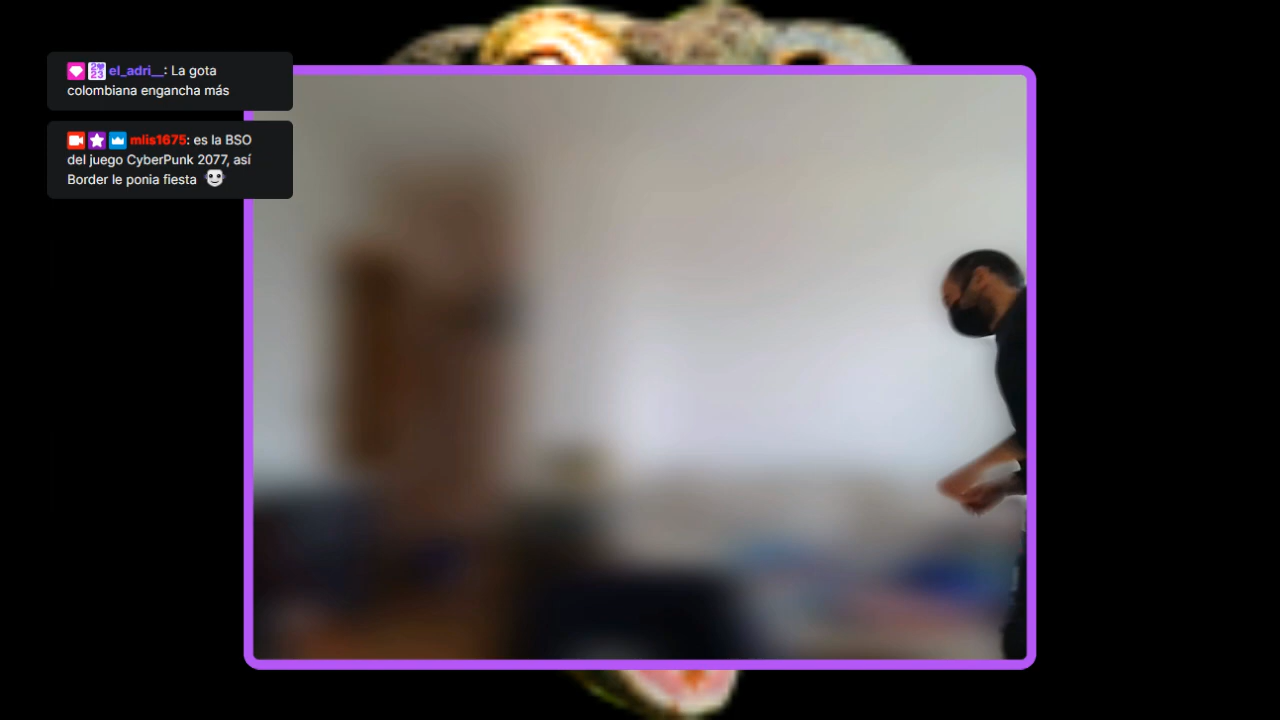 el_adri__: La gota
colombiana engancha más
mlis1675: es la BSO
del juego CyberPunk 2077, así
Border le ponia fiesta